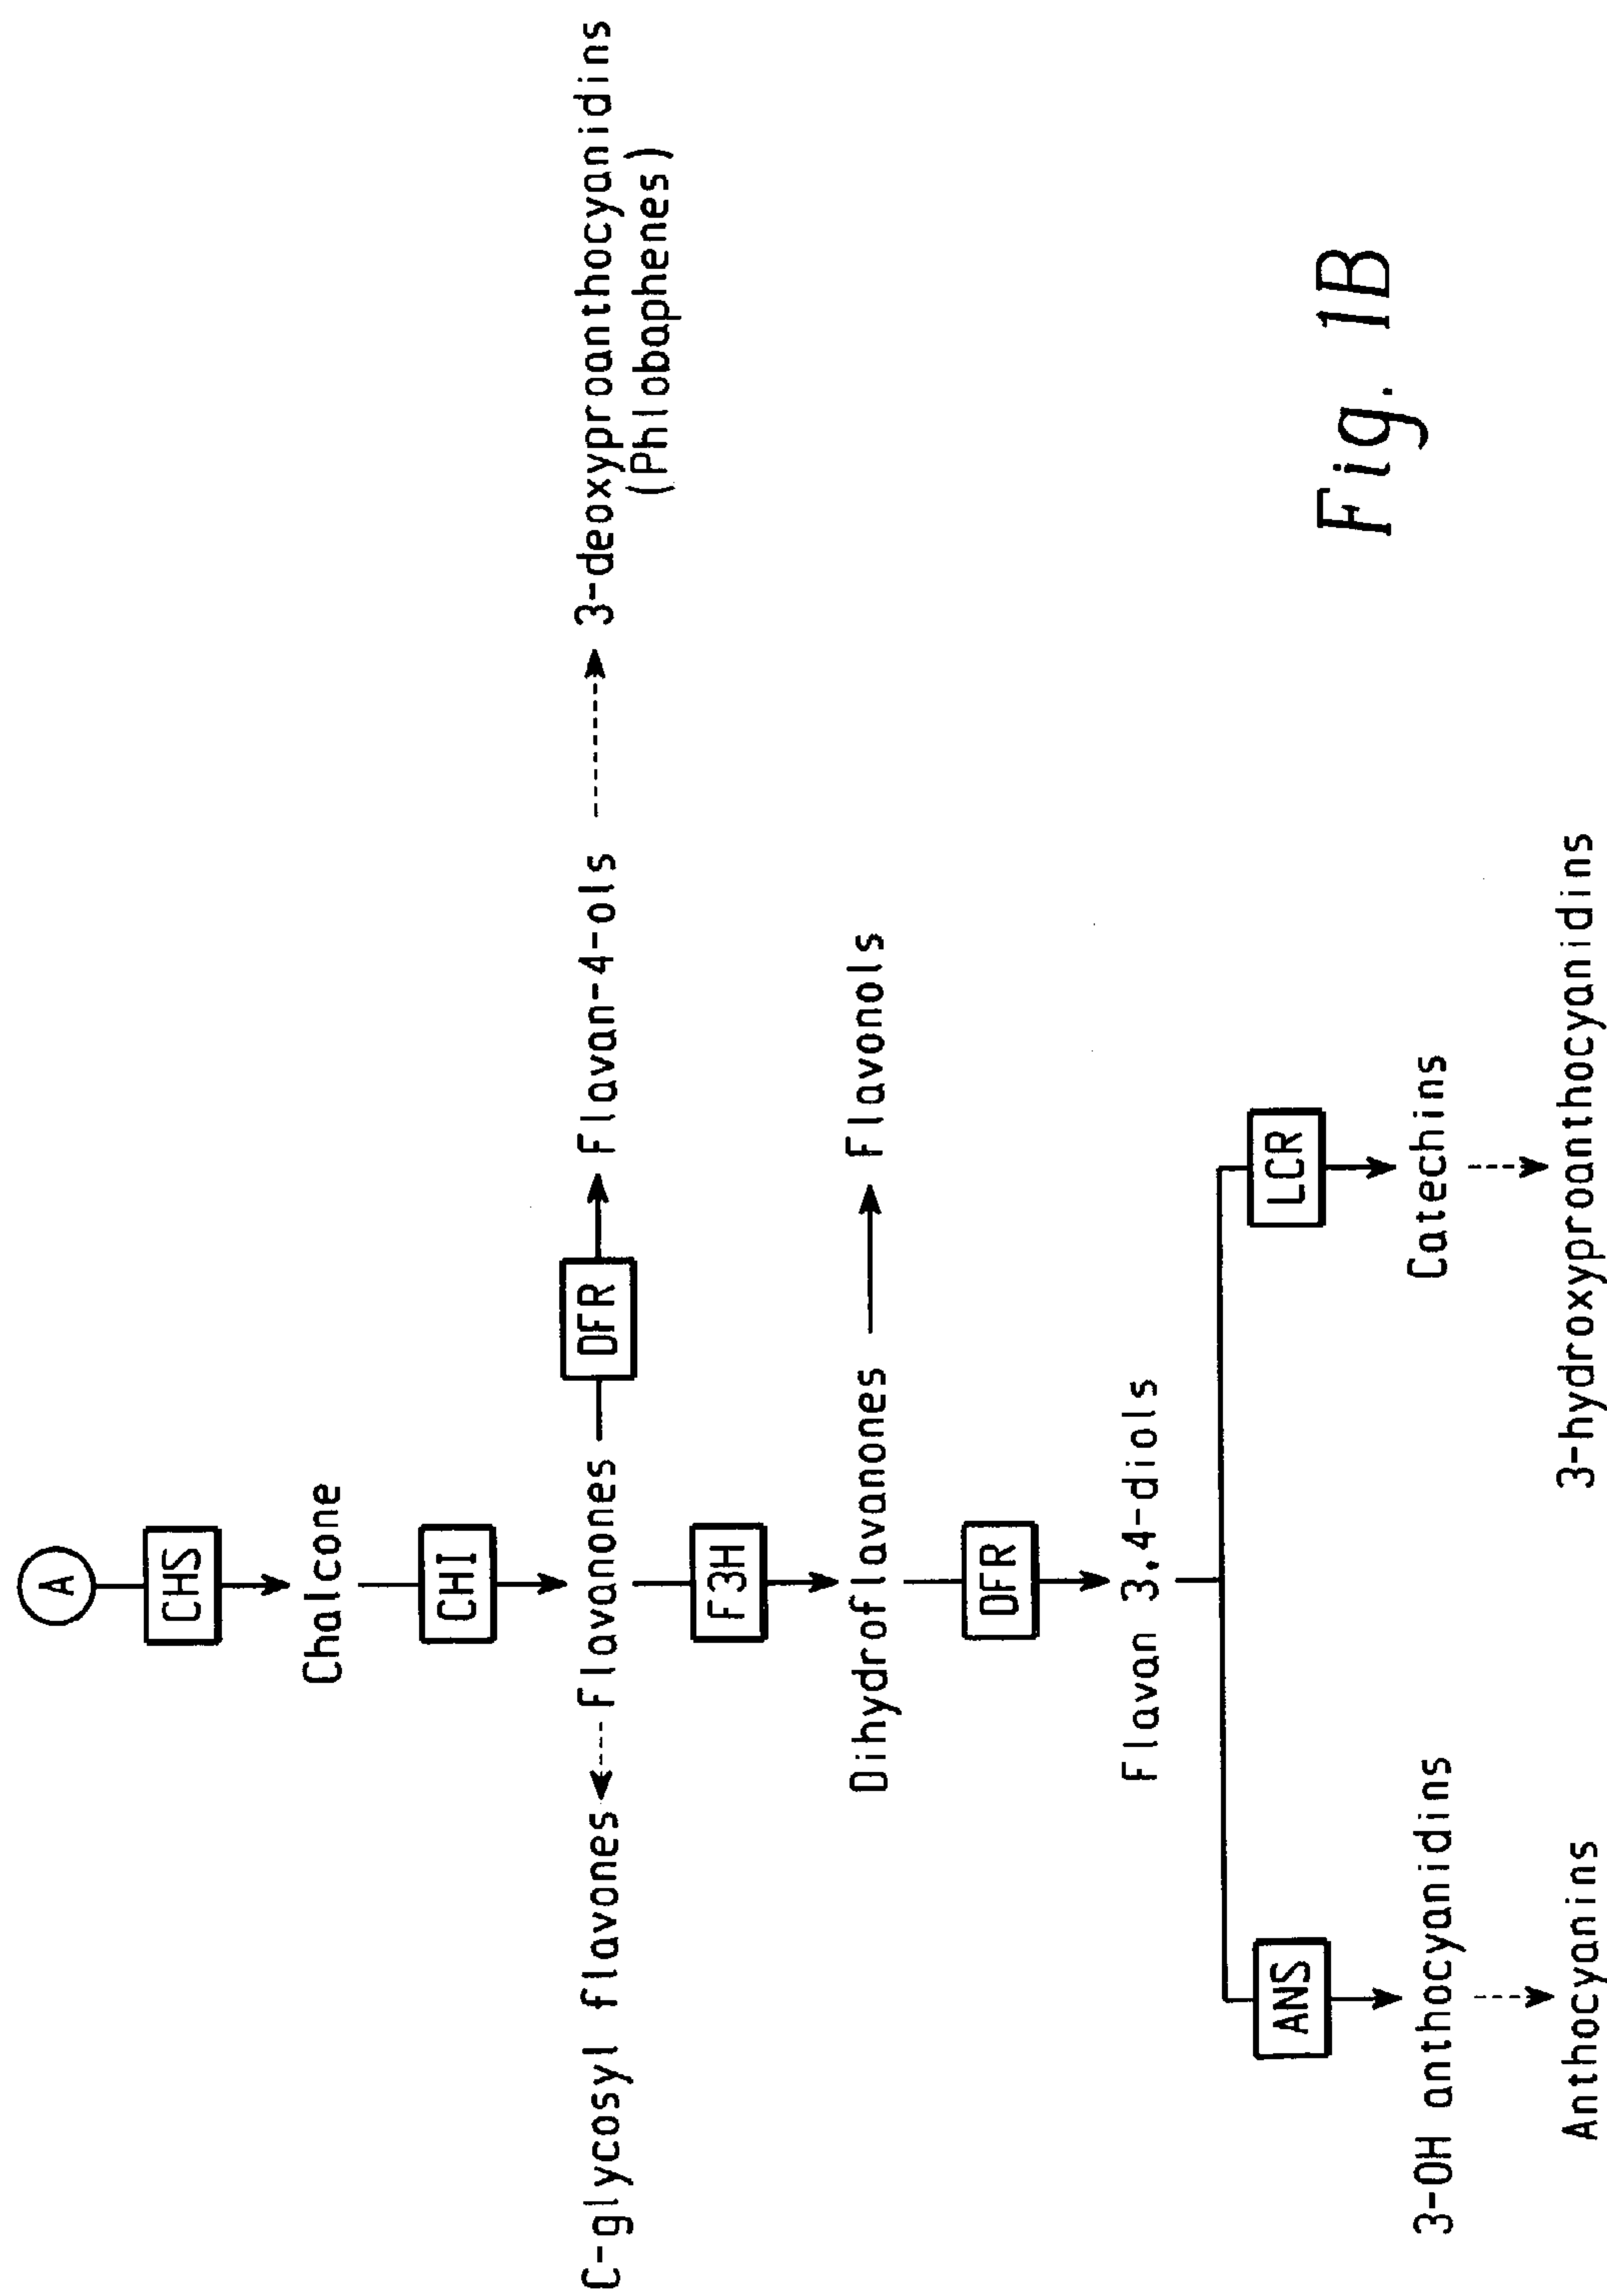 A
CHS
Chalcone
CHI
C-glycosyl flavones
Flavanones
DFR
Flavan-4-ols
3-deoxyproanthocyanidins
(Phlobaphenes)
F3H
Dihydroflavanones
Flavonols
DFR
Flavan 3,4-diols
ANS
LCR
3-OH anthocyanidins
Catechins
Anthocyanins
3-hydroxyproanthocyanidins
Fig. 1B